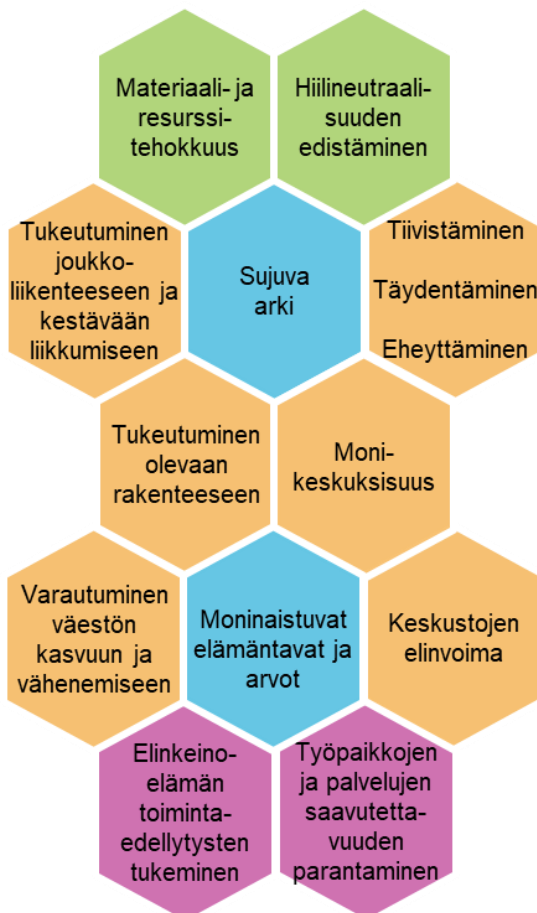 Materiaali- ja
resurssi-
tehokkuus
Hiilineutraali-
suuden
edistäminen
Tukeutuminen
joukko-
liikenteeseen ja
kestävään
liikkumiseen
Sujuva
arki
Tiivistäminen
Täydentäminen
Eheyttäminen
Tukeutuminen
olevaan
rakenteeseen
Moni-
keskuksisuus
Varautuminen
väestön
kasvuun ja
vähenemiseen
Moninaistuvat
elämäntavat ja
arvot
Keskustojen
elinvoima
Elinkeino-
elämän
toiminta-
edellytysten
tukeminen
Työpaikkojen
ja palvelujen
saavutetta-
vuuden
parantaminen